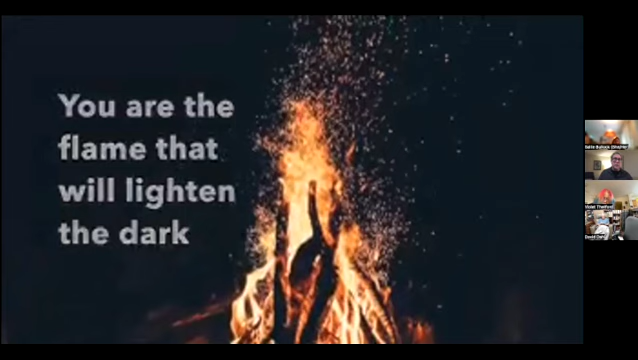 You are the
flame that
will lighten
the dark